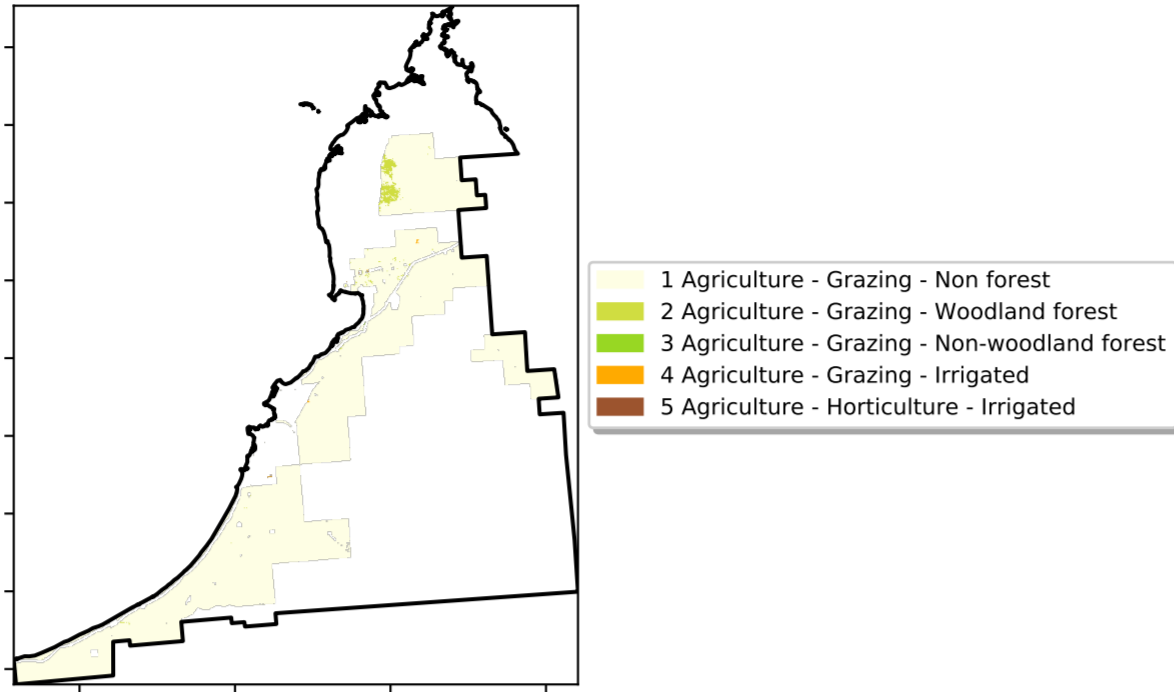 1 Agriculture - Grazing - Non forest
2 Agriculture - Grazing - Woodland forest
3 Agriculture - Grazing - Non-woodland forest
4 Agriculture - Grazing - Irrigated
5 Agriculture - Horticulture - Irrigated